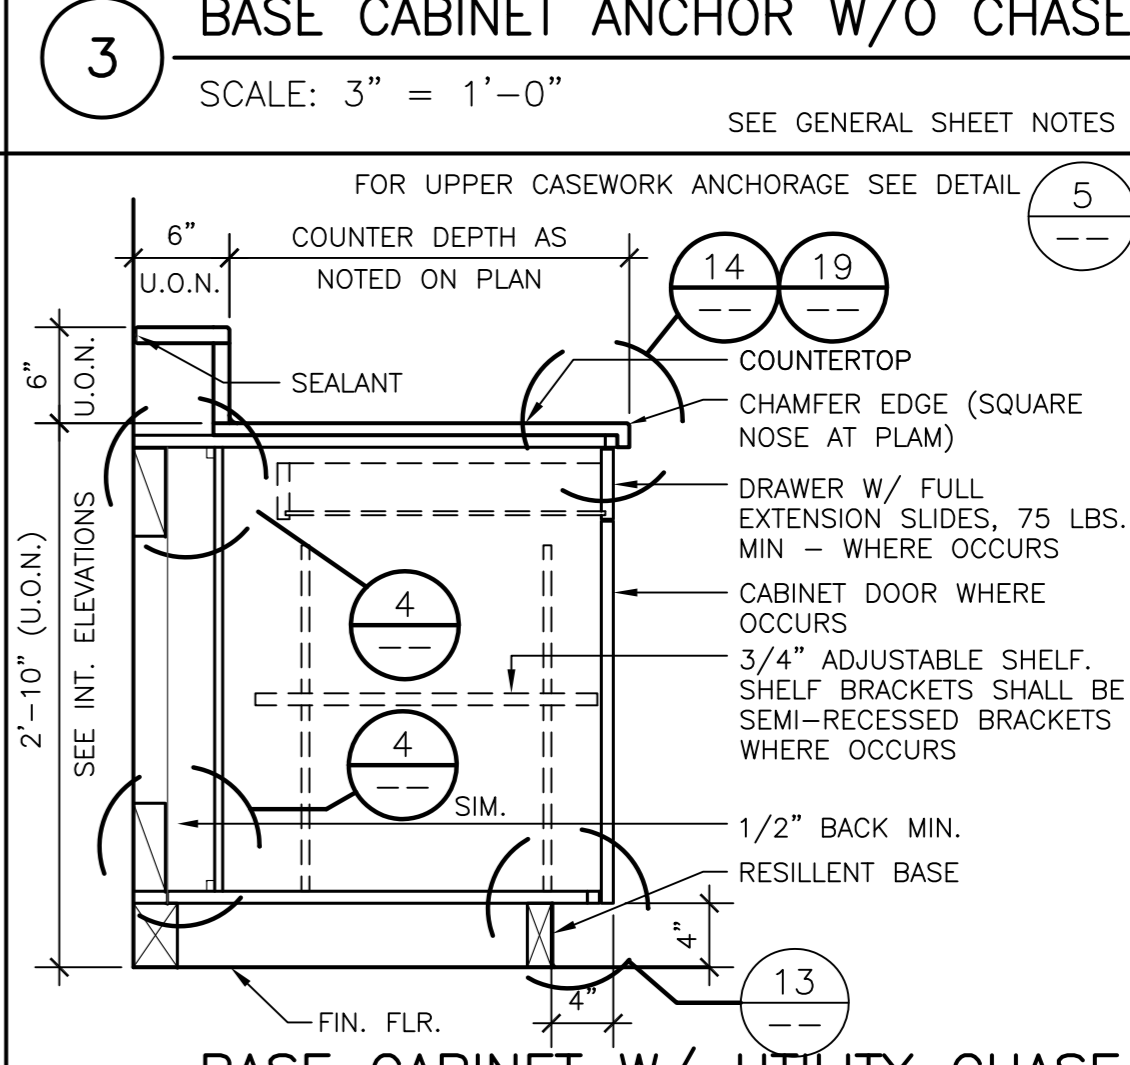 BASE CABINET ANCHOR W/O CHASE
3
SCALE: 3" = 1'-0"
SEE GENERAL SHEET NOTES
FOR UPPER CASEWORK ANCHORAGE SEE DETAIL
5
--
6"
U.O.N.
COUNTER DEPTH AS
NOTED ON PLAN
14
--
19
--
6"
U.O.N.
SEALANT
COUNTERTOP
CHAMFER EDGE (SQUARE
NOSE AT PLAM)
DRAWER W/ FULL
EXTENSION SLIDES, 75 LBS.
MIN - WHERE OCCURS
2'-10" (U.O.N.)
SEE INT. ELEVATIONS
4
--
CABINET DOOR WHERE
OCCURS
3/4" ADJUSTABLE SHELF.
SHELF BRACKETS SHALL BE
SEMI-RECESSED BRACKETS
WHERE OCCURS
4
--
SIM.
1/2" BACK MIN.
RESILLENT BASE
4"
4"
13
--
FIN. FLR.
BASE CABINET W/ UTILITY CHASE